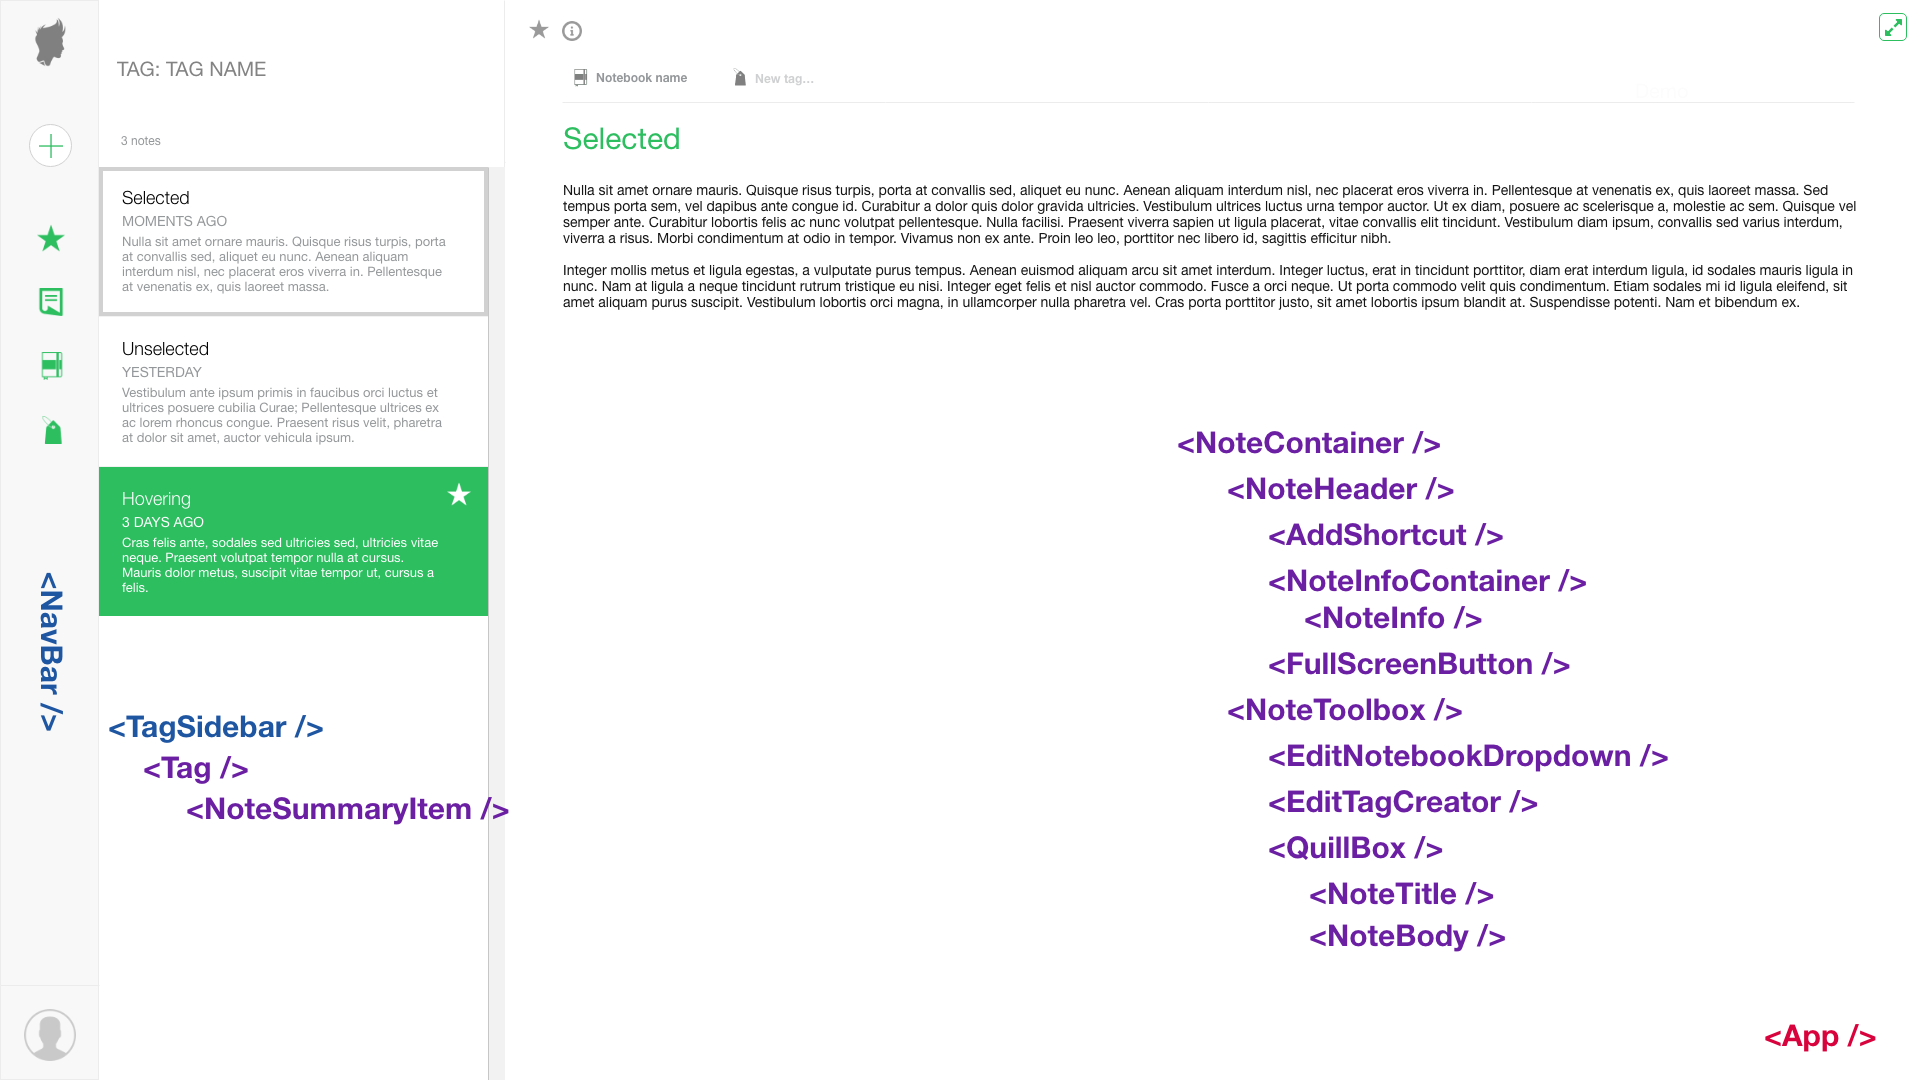 TAG: TAG NAME
3 notes
Selected
MOMENTS AGO
Nulla sit amet ornare mauris. Quisque risus turpis, porta
at convallis sed, aliquet eu nunc. Aenean aliquam
interdum nisl, nec placerat eros viverra in. Pellentesque
at venenatis ex, quis laoreet massa.
Unselected
YESTERDAY
Vestibulum ante ipsum primis in faucibus orci luctus et
ultrices posuere cubilia Curae; Pellentesque ultrices ex
ac lorem rhoncus congue. Praesent risus velit, pharetra
at dolor sit amet, auctor vehicula ipsum.
Hovering
3 DAYS AGO
Cras felis ante, sodales sed ultricies sed, ultricies vitae
neque. Praesent volutpat tempor nulla at cursus.
Mauris dolor metus, suscipit vitae tempor ut, cursus a
felis.
<NavBar />
<TagSidebar />
<Tag />
<NoteSummaryItem />
Notebook name
New tag...
Selected
Nulla sit amet ornare mauris. Quisque risus turpis, porta at convallis sed, aliquet eu nunc. Aenean aliquam interdum nisl, nec placerat eros viverra in. Pellentesque at venenatis ex, quis laoreet massa. Sed
tempus porta sem, vel dapibus ante congue id. Curabitur a dolor quis dolor gravida ultricies. Vestibulum ultrices luctus urna tempor auctor. Ut ex diam, posuere ac scelerisque a, molestie ac sem. Quisque vel
semper ante. Curabitur lobortis felis ac nunc volutpat pellentesque. Nulla facilisi. Praesent viverra sapien ut ligula placerat, vitae convallis elit tincidunt. Vestibulum diam ipsum, convallis sed varius interdum,
viverra a risus. Morbi condimentum at odio in tempor. Vivamus non ex ante. Proin leo leo, porttitor nec libero id, sagittis efficitur nibh.
Integer mollis metus et ligula egestas, a vulputate purus tempus. Aenean euismod aliquam arcu sit amet interdum. Integer luctus, erat in tincidunt porttitor, diam erat interdum ligula, id sodales mauris ligula in
nunc. Nam at ligula a neque tincidunt rutrum tristique eu nisi. Integer eget felis et nisl auctor commodo. Fusce a orci neque. Ut porta commodo velit quis condimentum. Etiam sodales mi id ligula eleifend, sit
amet aliquam purus suscipit. Vestibulum lobortis orci magna, in ullamcorper nulla pharetra vel. Cras porta porttitor justo, sit amet lobortis ipsum blandit at. Suspendisse potenti. Nam et bibendum ex.
<NoteContainer />
<NoteHeader />
<AddShortcut />
<NoteInfoContainer />
<NoteInfo />
<FullScreenButton />
<NoteToolbox />
<EditNotebookDropdown />
<EditTagCreator />
<QuillBox />
<NoteTitle />
<NoteBody />
<App />